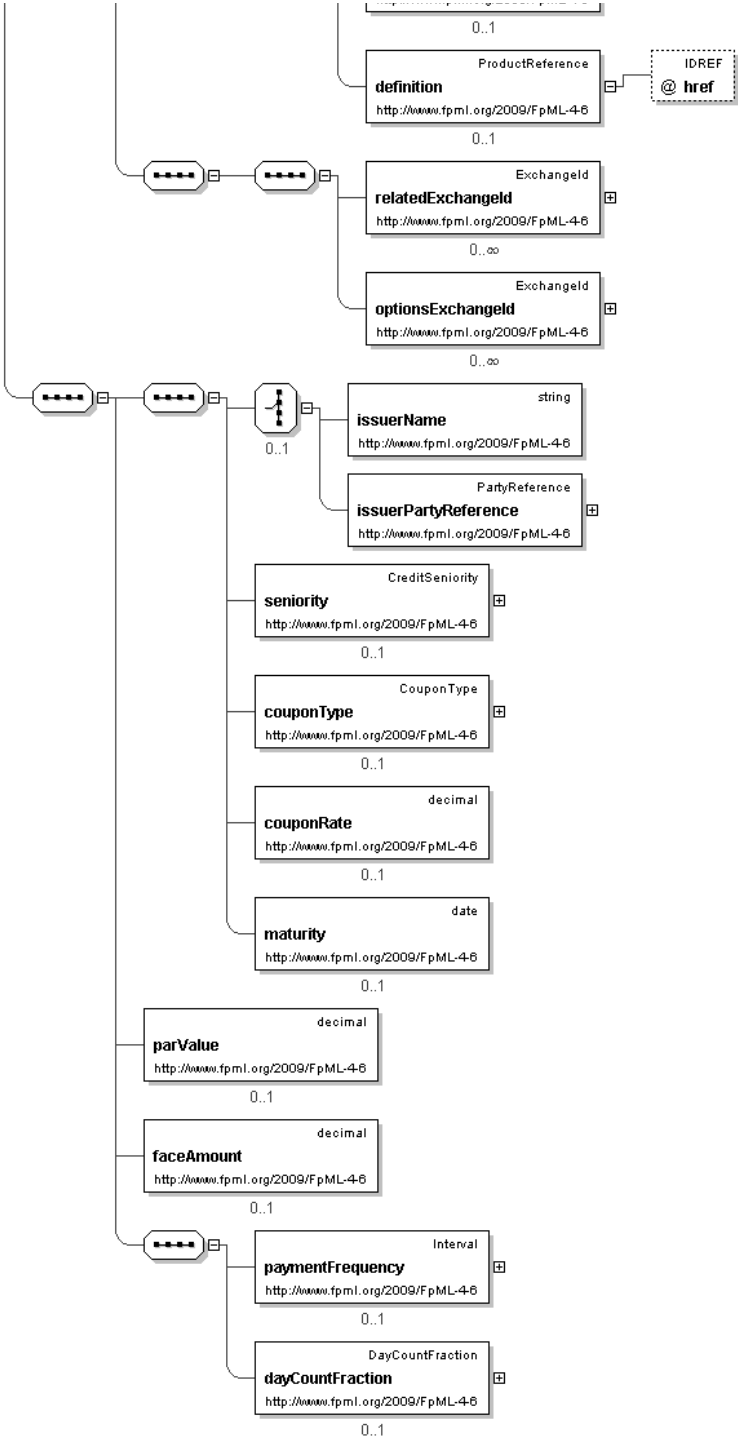 0..1
ProductReference
definition
http://www.fpml.org/2009/FpML-4-6
0..1
IDREF
@ href
ExchangeId
relatedExchangeId
http://www.fpml.org/2009/FpML-4-6
0..∞
ExchangeId
optionsExchangeId
http://www.fpml.org/2009/FpML-4-6
0..∞
0..1
string
issuerName
http://www.fpml.org/2009/FpML-4-6
PartyReference
issuerPartyReference
http://www.fpml.org/2009/FpML-4-6
CreditSeniority
seniority
http://www.fpml.org/2009/FpML-4-6
0..1
CouponType
couponType
http://www.fpml.org/2009/FpML-4-6
0..1
decimal
couponRate
http://www.fpml.org/2009/FpML-4-6
0..1
date
maturity
http://www.fpml.org/2009/FpML-4-6
0..1
decimal
parValue
http://www.fpml.org/2009/FpML-4-6
0..1
decimal
faceAmount
http://www.fpml.org/2009/FpML-4-6
0..1
Interval
paymentFrequency
http://www.fpml.org/2009/FpML-4-6
0..1
DayCountFraction
dayCountFraction
http://www.fpml.org/2009/FpML-4-6
0..1